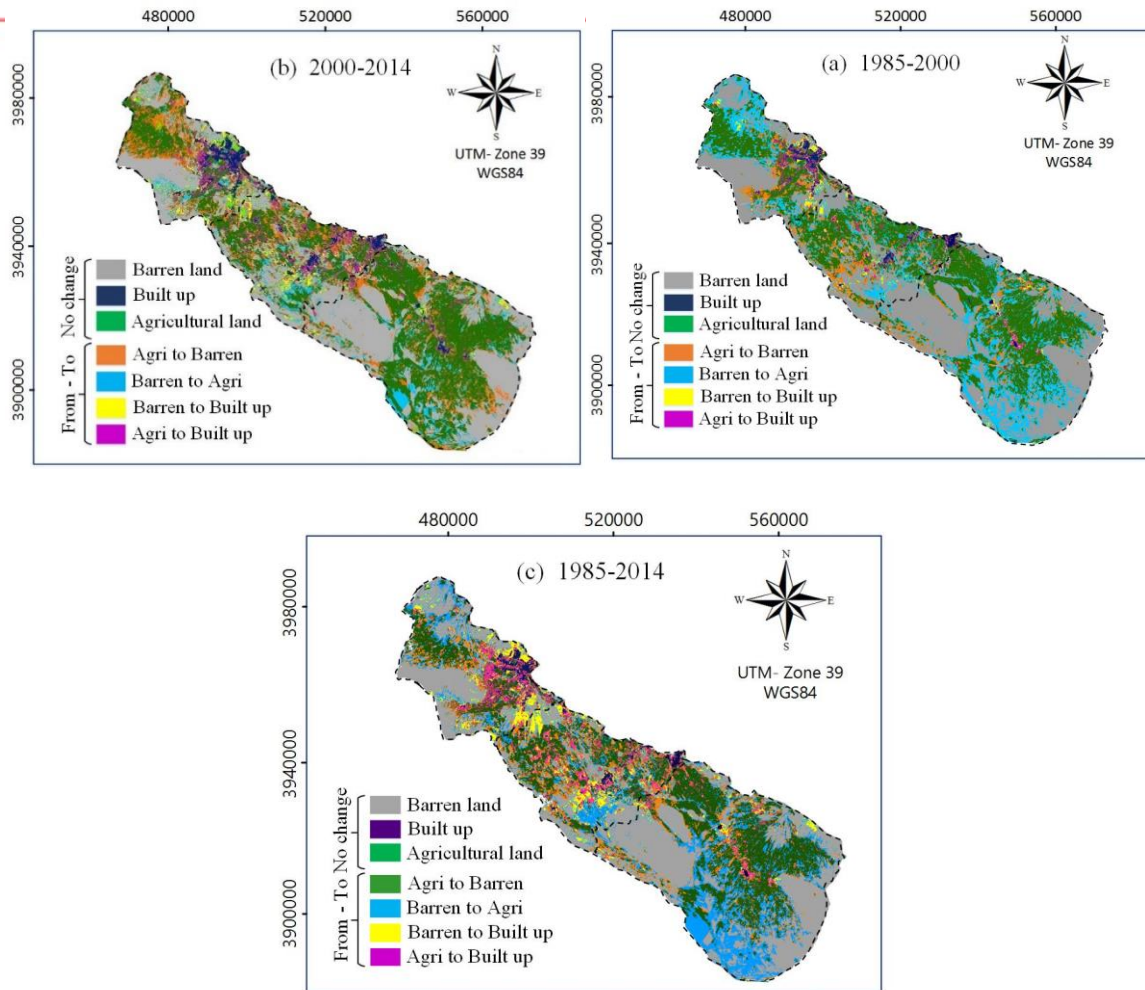 480000 520000 560000
(b) 2000-2014
N
W E
S
UTM- Zone 39
WGS84
3980000
3940000
3900000
No change
Barren land
Built up
Agricultural land
From - To
Agri to Barren
Barren to Agri
Barren to Built up
Agri to Built up
480000 520000 560000
(a) 1985-2000
N
W E
S
UTM- Zone 39
WGS84
3980000
3940000
3900000
No change
Barren land
Built up
Agricultural land
From - To
Agri to Barren
Barren to Agri
Barren to Built up
Agri to Built up
480000 520000 560000
(c) 1985-2014
N
W E
S
UTM- Zone 39
WGS84
3980000
3940000
3900000
No change
Barren land
Built up
Agricultural land
From - To
Agri to Barren
Barren to Agri
Barren to Built up
Agri to Built up